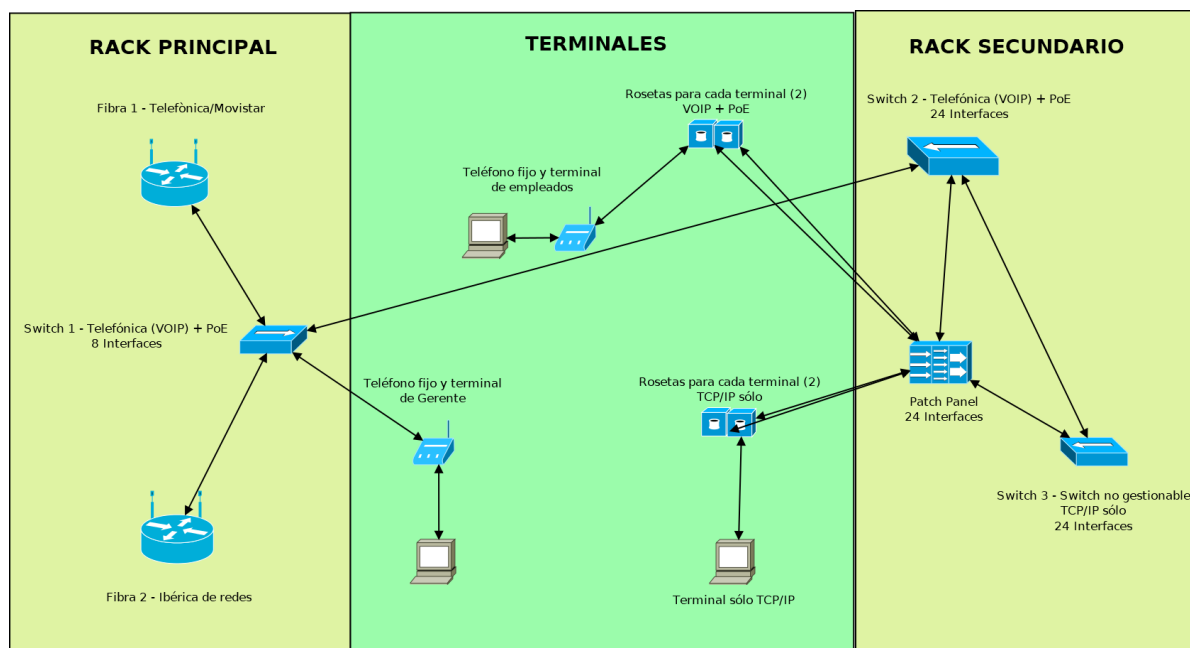 RACK PRINCIPAL
TERMINALES
RACK SECUNDARIO
Fibra 1 - Telefònica/Movistar
Rosetas para cada terminal (2)
VOIP + PoE
Switch 2 - Telefónica (VOIP) + PoE
24 Interfaces
Teléfono fijo y terminal
de empleados
Switch 1 - Telefónica (VOIP) + PoE
8 Interfaces
Teléfono fijo y terminal
de Gerente
Rosetas para cada terminal (2)
TCP/IP sólo
Patch Panel
24 Interfaces
Switch 3 - Switch no gestionable
TCP/IP sólo
24 Interfaces
Fibra 2 - Ibérica de redes
Terminal sólo TCP/IP